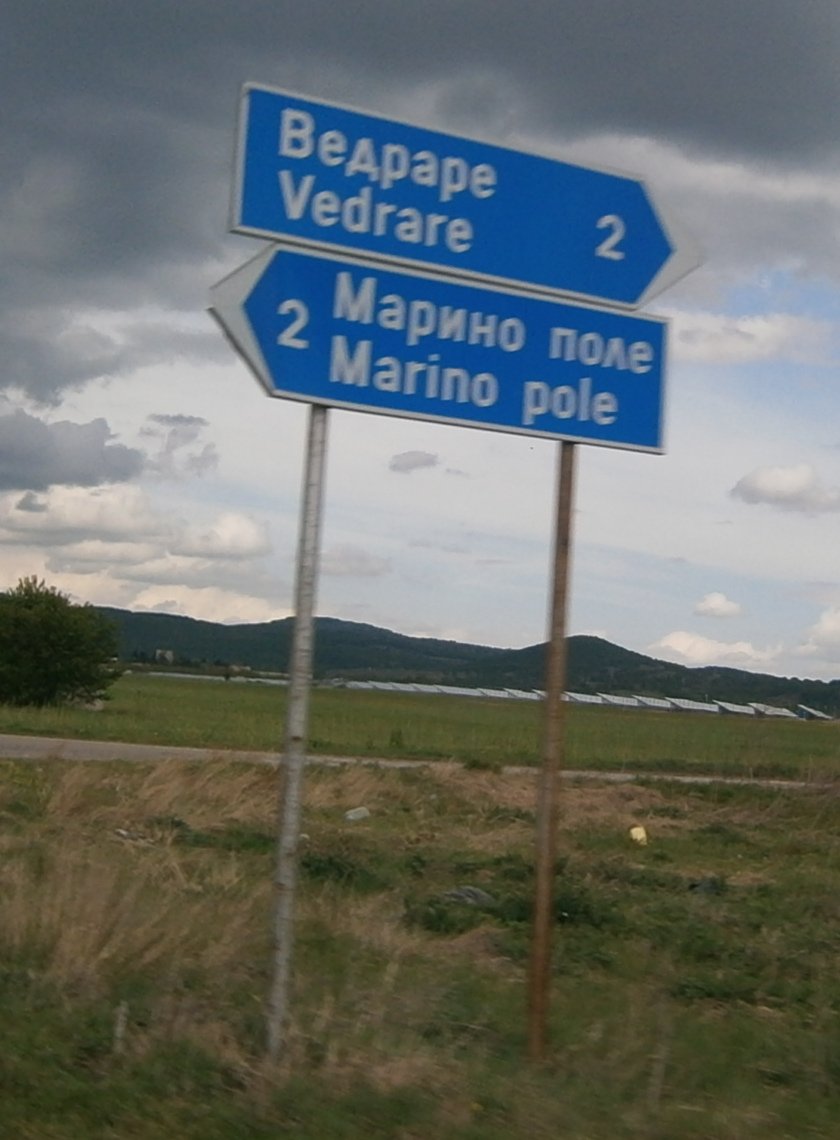 Ведраре
Vedrare 2
2 Марино поле
Marino pole